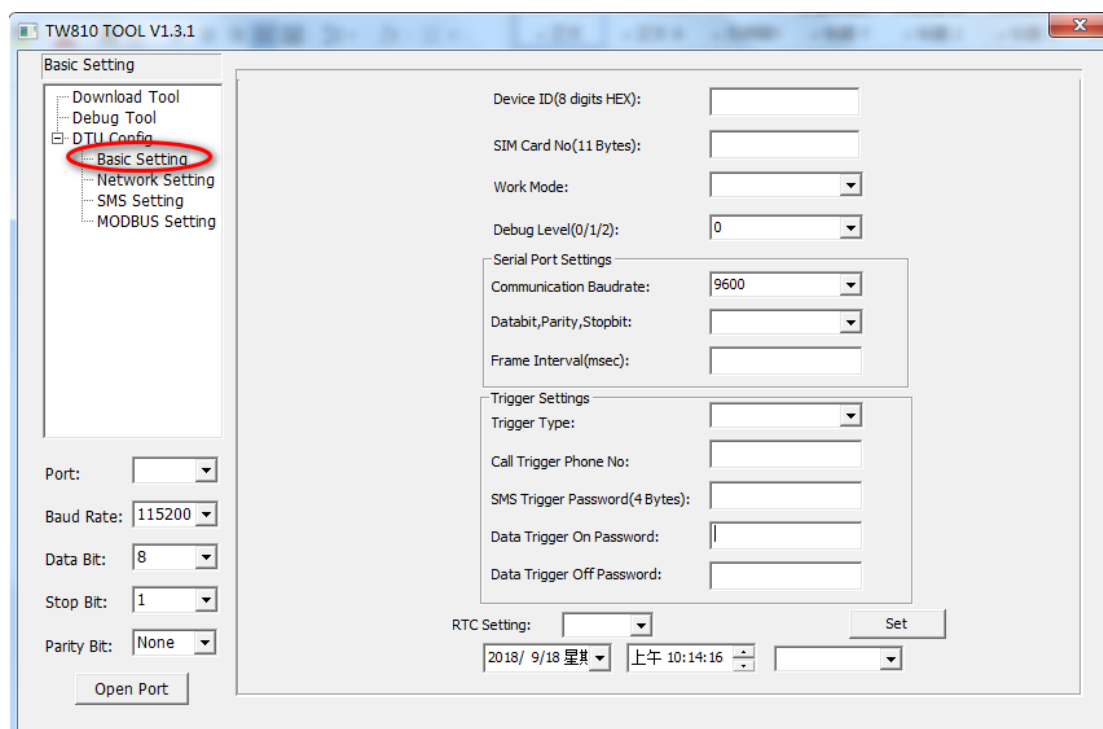 TW810 TOOL V1.3.1
Basic Setting
Download Tool
Debug Tool
DTU Config
Basic Setting
Network Setting
SMS Setting
MODBUS Setting
Port:
Baud Rate: 115200
Data Bit: 8
Stop Bit: 1
Parity Bit: None
Open Port
Device ID(8 digits HEX):
SIM Card No(11 Bytes):
Work Mode:
Debug Level(0/1/2): 0
Serial Port Settings
Communication Baudrate: 9600
Databit,Parity,Stopbit:
Frame Interval(msec):
Trigger Settings
Trigger Type:
Call Trigger Phone No:
SMS Trigger Password(4 Bytes):
Data Trigger On Password:
Data Trigger Off Password:
RTC Setting:
Set
2018/ 9/18 星期 上午 10:14:16